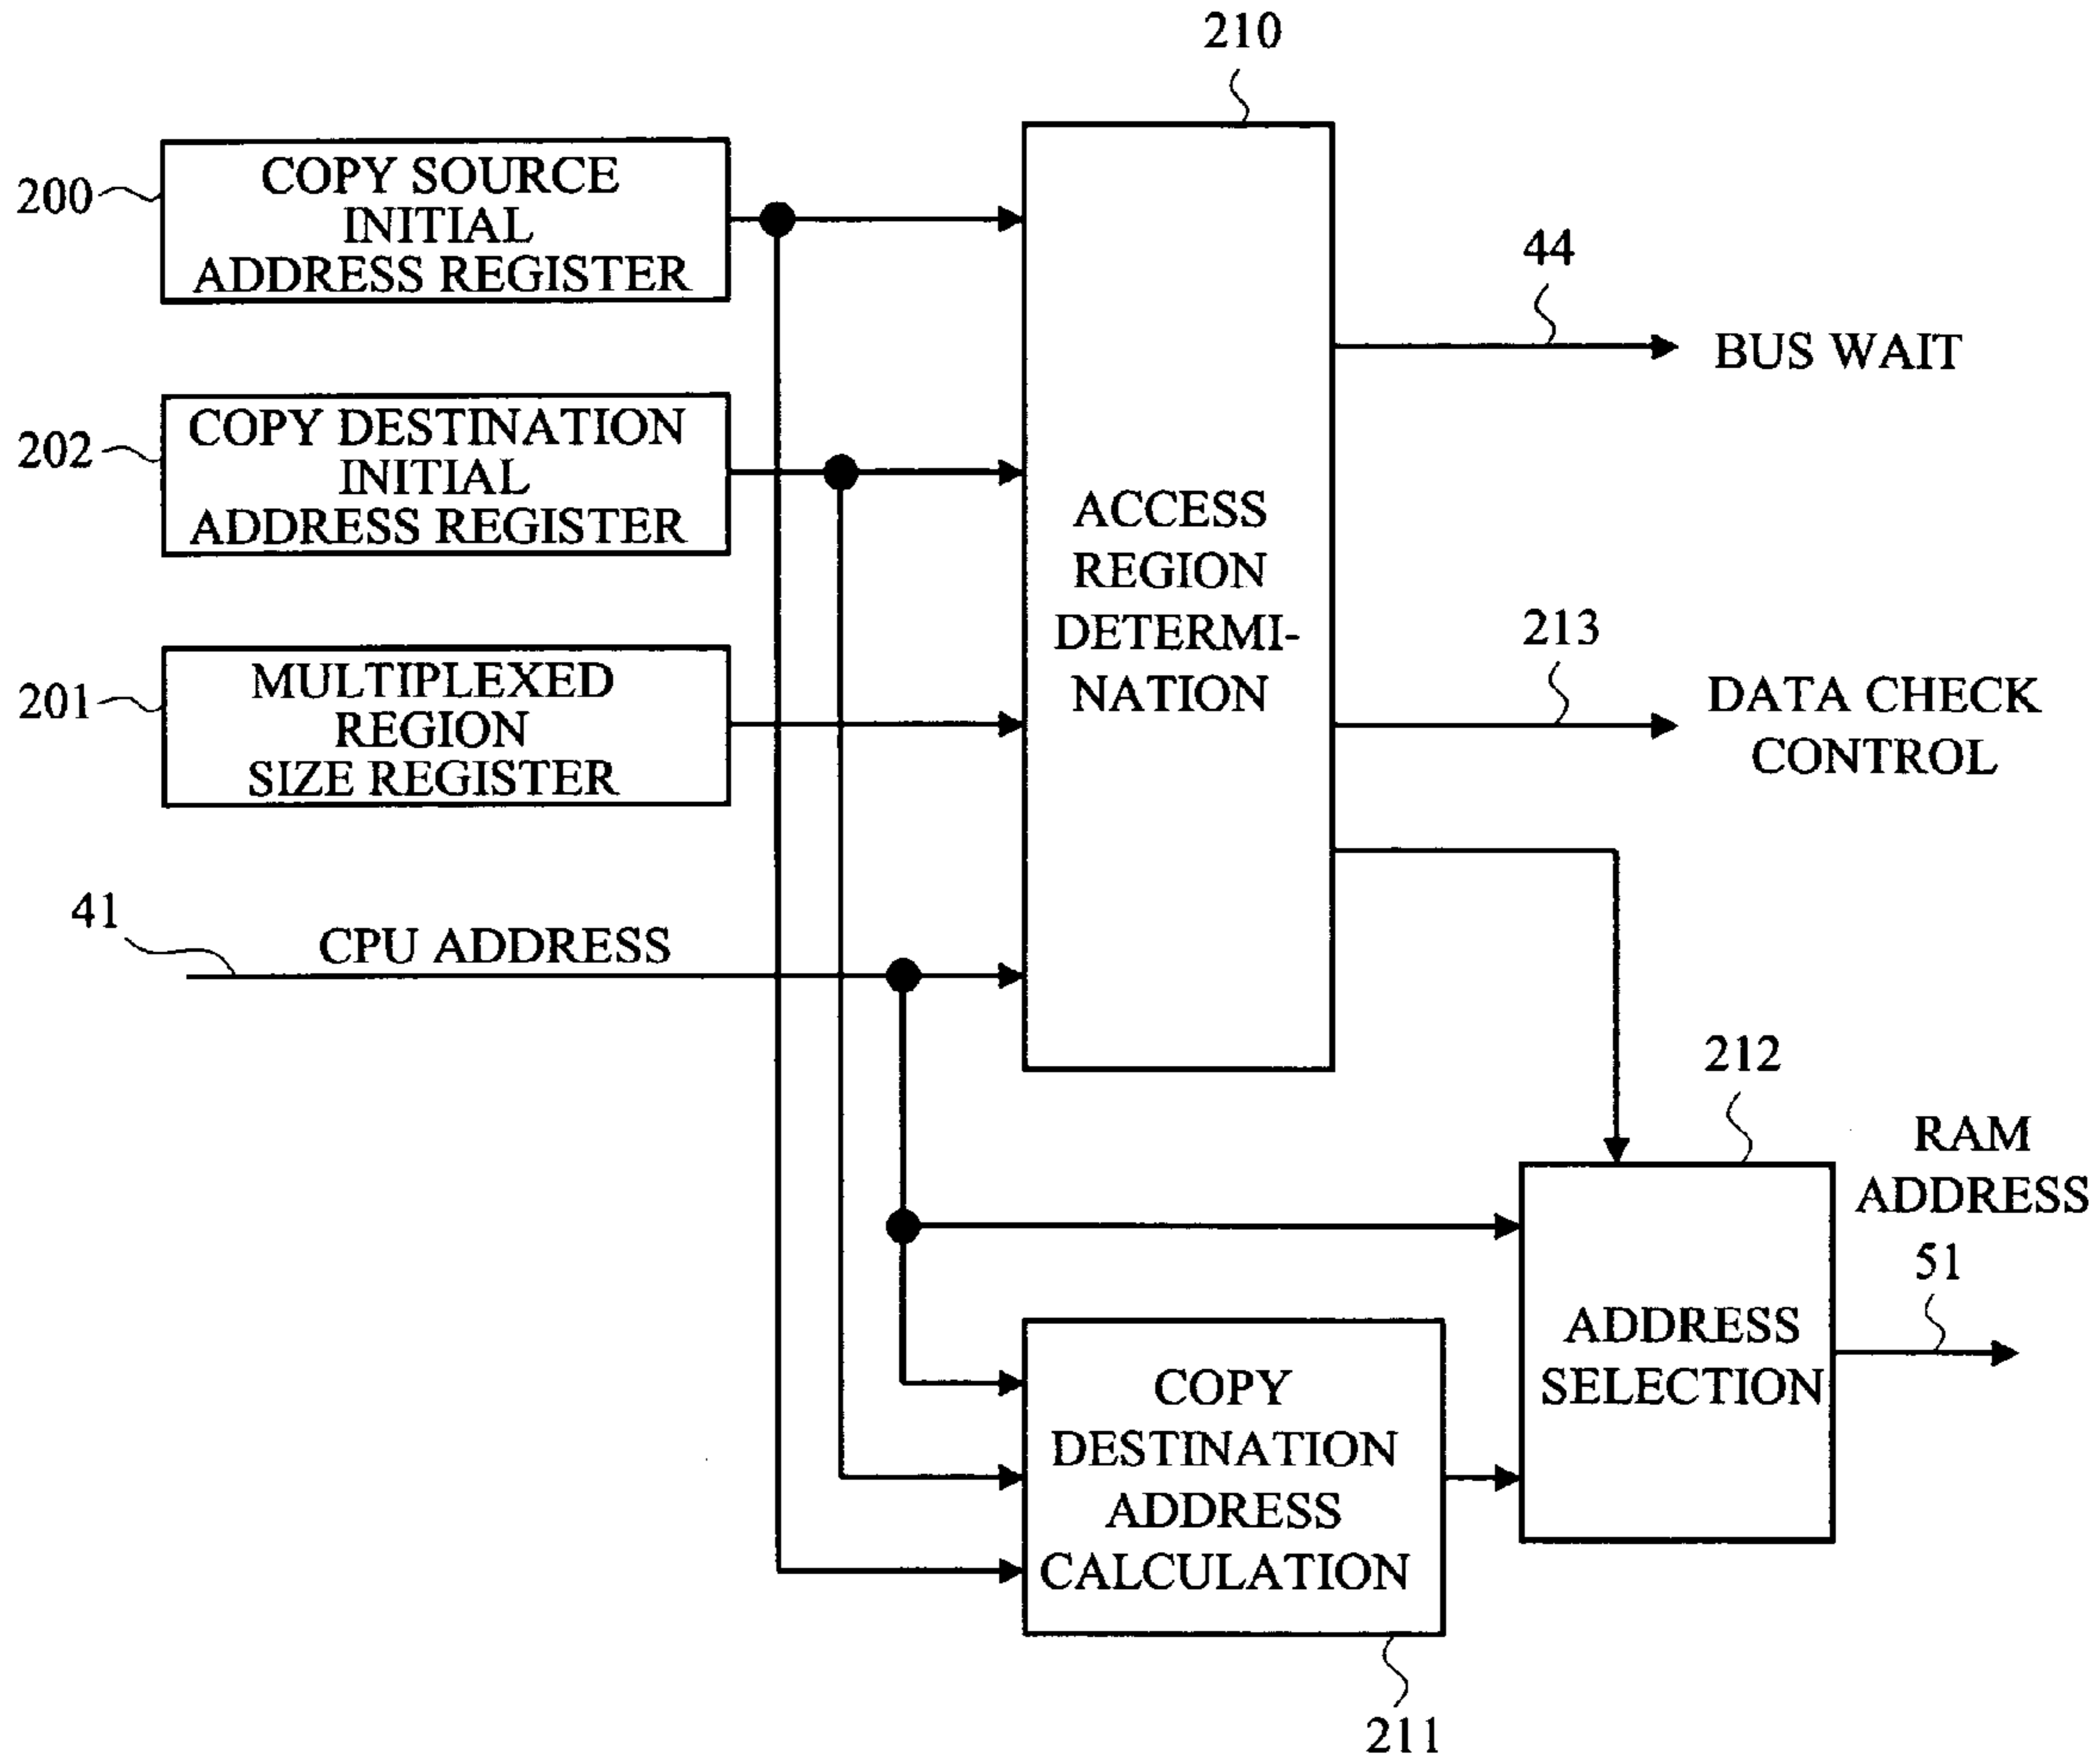 210
200
COPY SOURCE
INITIAL
ADDRESS REGISTER
44
BUS WAIT
202
COPY DESTINATION
INITIAL
ADDRESS REGISTER
ACCESS
REGION
DETERMI-
NATION
201
MULTIPLEXED
REGION
SIZE REGISTER
213
DATA CHECK
CONTROL
41
CPU ADDRESS
212
RAM
ADDRESS
51
ADDRESS
SELECTION
COPY
DESTINATION
ADDRESS
CALCULATION
211